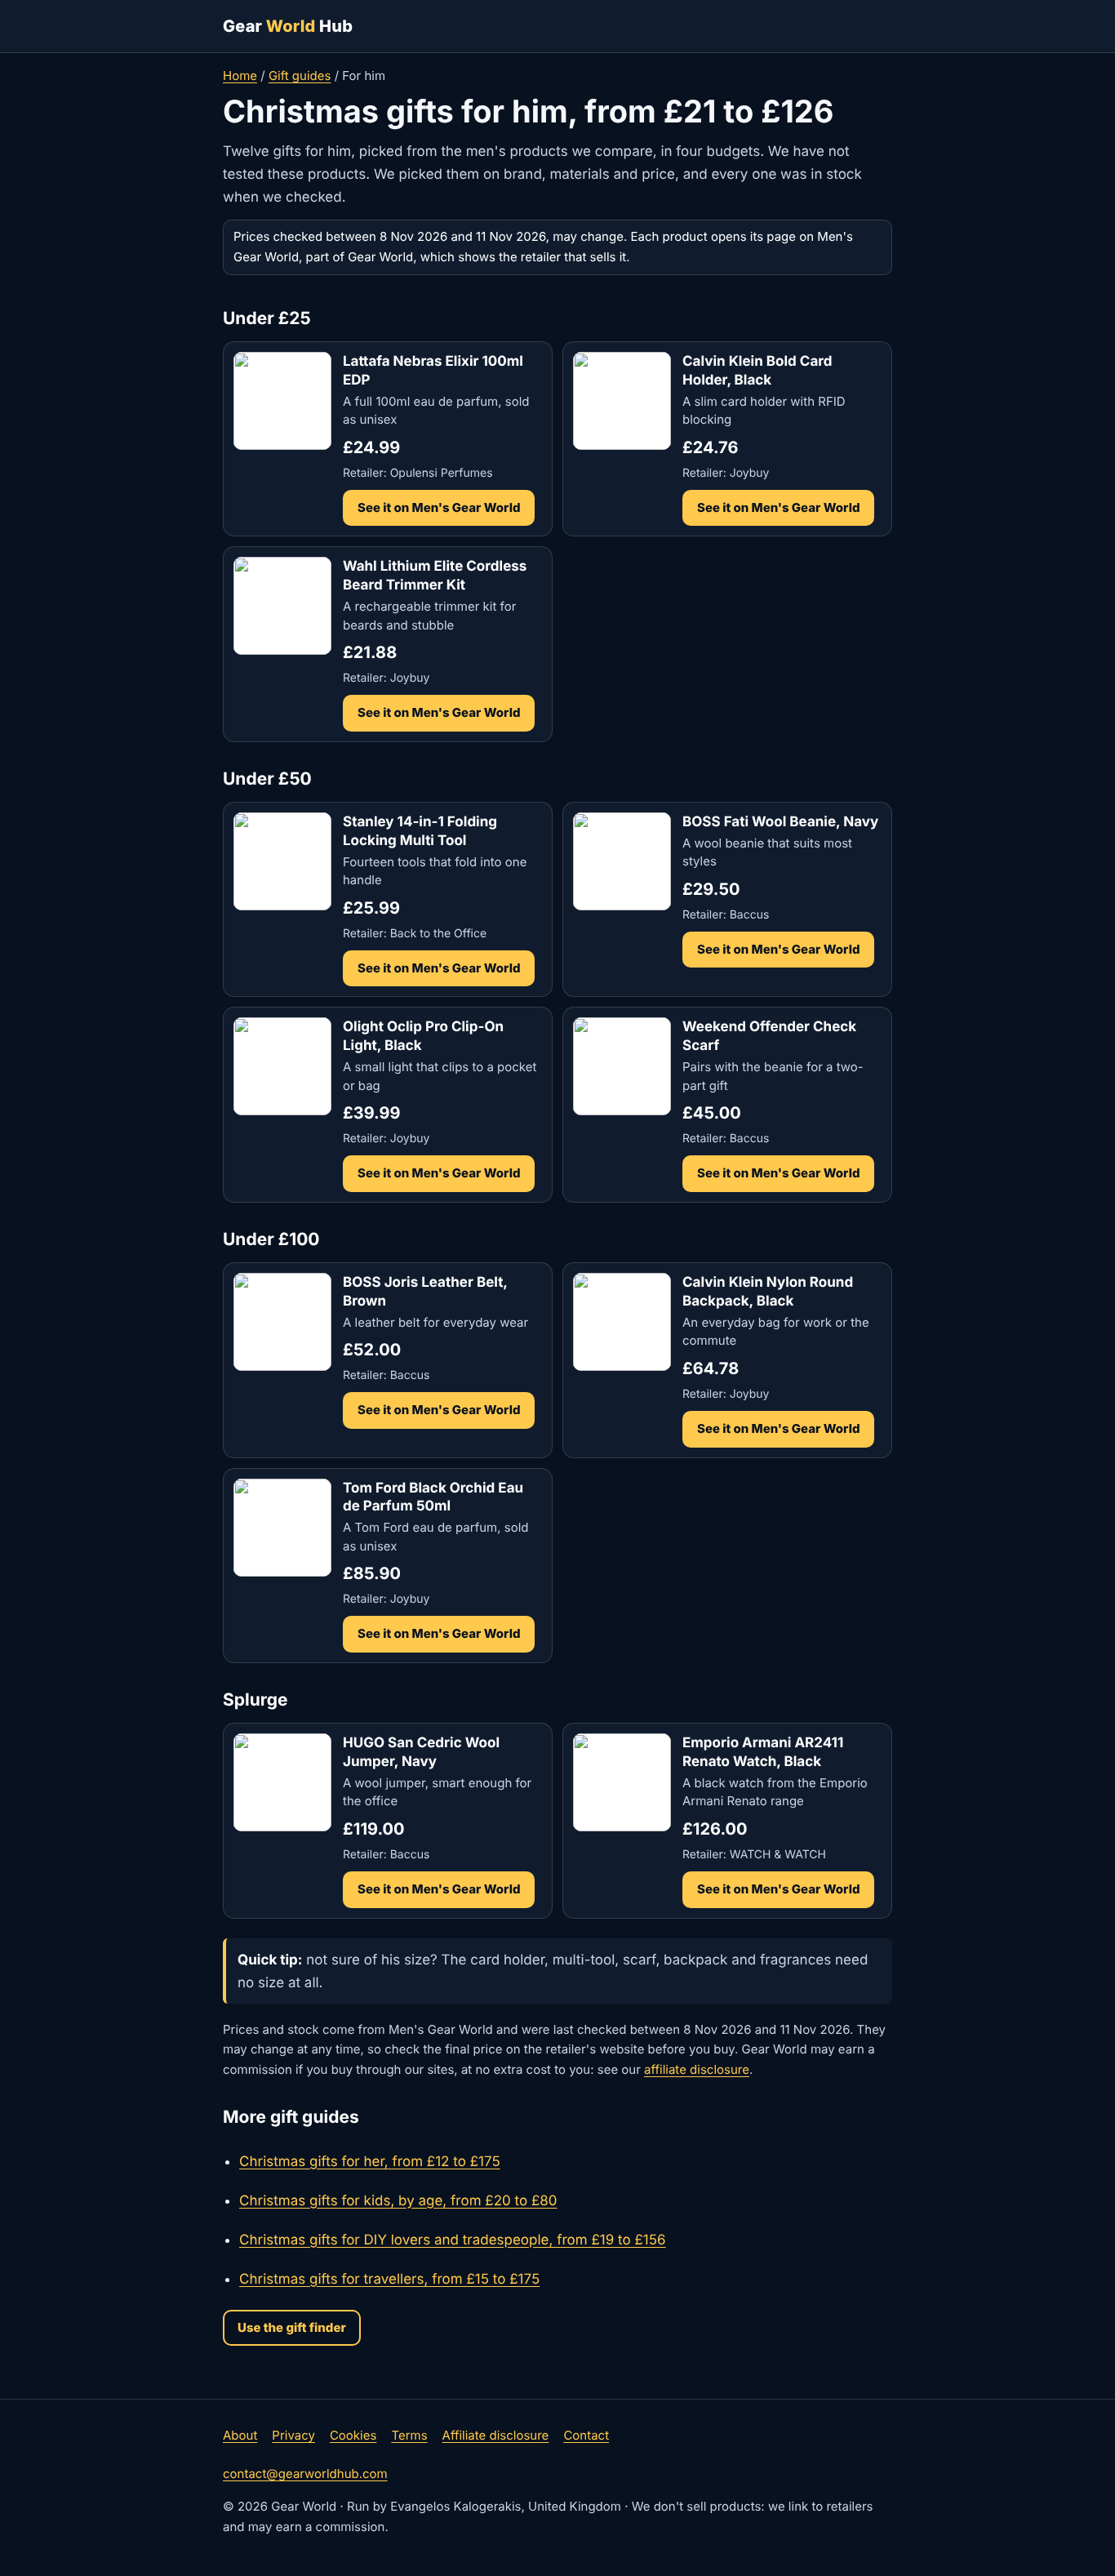 Gear World Hub
Home / Gift guides / For him
Christmas gifts for him, from £21 to £126
Twelve gifts for him, picked from the men's products we compare, in four budgets. We have not
tested these products. We picked them on brand, materials and price, and every one was in stock
when we checked.
Prices checked between 8 Nov 2026 and 11 Nov 2026, may change. Each product opens its page on Men's
Gear World, part of Gear World, which shows the retailer that sells it.
Under £25
Lattafa Nebras Elixir 100ml
EDP
A full 100ml eau de parfum, sold
as unisex
£24.99
Retailer: Opulensi Perfumes
See it on Men's Gear World
Calvin Klein Bold Card
Holder, Black
A slim card holder with RFID
blocking
£24.76
Retailer: Joybuy
See it on Men's Gear World
Wahl Lithium Elite Cordless
Beard Trimmer Kit
A rechargeable trimmer kit for
beards and stubble
£21.88
Retailer: Joybuy
See it on Men's Gear World
Under £50
Stanley 14-in-1 Folding
Locking Multi Tool
Fourteen tools that fold into one
handle
£25.99
Retailer: Back to the Office
See it on Men's Gear World
BOSS Fati Wool Beanie, Navy
A wool beanie that suits most
styles
£29.50
Retailer: Baccus
See it on Men's Gear World
Olight Oclip Pro Clip-On
Light, Black
A small light that clips to a pocket
or bag
£39.99
Retailer: Joybuy
See it on Men's Gear World
Weekend Offender Check
Scarf
Pairs with the beanie for a two-
part gift
£45.00
Retailer: Baccus
See it on Men's Gear World
Under £100
BOSS Joris Leather Belt,
Brown
A leather belt for everyday wear
£52.00
Retailer: Baccus
See it on Men's Gear World
Calvin Klein Nylon Round
Backpack, Black
An everyday bag for work or the
commute
£64.78
Retailer: Joybuy
See it on Men's Gear World
Tom Ford Black Orchid Eau
de Parfum 50ml
A Tom Ford eau de parfum, sold
as unisex
£85.90
Retailer: Joybuy
See it on Men's Gear World
Splurge
HUGO San Cedric Wool
Jumper, Navy
A wool jumper, smart enough for
the office
£119.00
Retailer: Baccus
See it on Men's Gear World
Emporio Armani AR2411
Renato Watch, Black
A black watch from the Emporio
Armani Renato range
£126.00
Retailer: WATCH & WATCH
See it on Men's Gear World
Quick tip: not sure of his size? The card holder, multi-tool, scarf, backpack and fragrances need
no size at all.
Prices and stock come from Men's Gear World and were last checked between 8 Nov 2026 and 11 Nov 2026. They
may change at any time, so check the final price on the retailer's website before you buy. Gear World may earn a
commission if you buy through our sites, at no extra cost to you: see our affiliate disclosure.
More gift guides
• Christmas gifts for her, from £12 to £175
• Christmas gifts for kids, by age, from £20 to £80
• Christmas gifts for DIY lovers and tradespeople, from £19 to £156
• Christmas gifts for travellers, from £15 to £175
Use the gift finder
About Privacy Cookies Terms Affiliate disclosure Contact
contact@gearworldhub.com
© 2026 Gear World · Run by Evangelos Kalogerakis, United Kingdom · We don't sell products: we link to retailers
and may earn a commission.